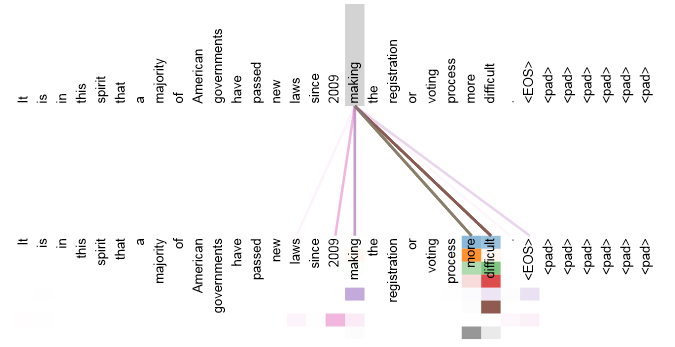 It is in this spirit that a majority of American governments have passed new laws since 2009 making the registration or voting process more difficult . <EOS> <pad> <pad> <pad> <pad> <pad> <pad>
It is in this spirit that a majority of American governments have passed new laws since 2009 making the registration or voting process more difficult . <EOS> <pad> <pad> <pad> <pad> <pad> <pad>